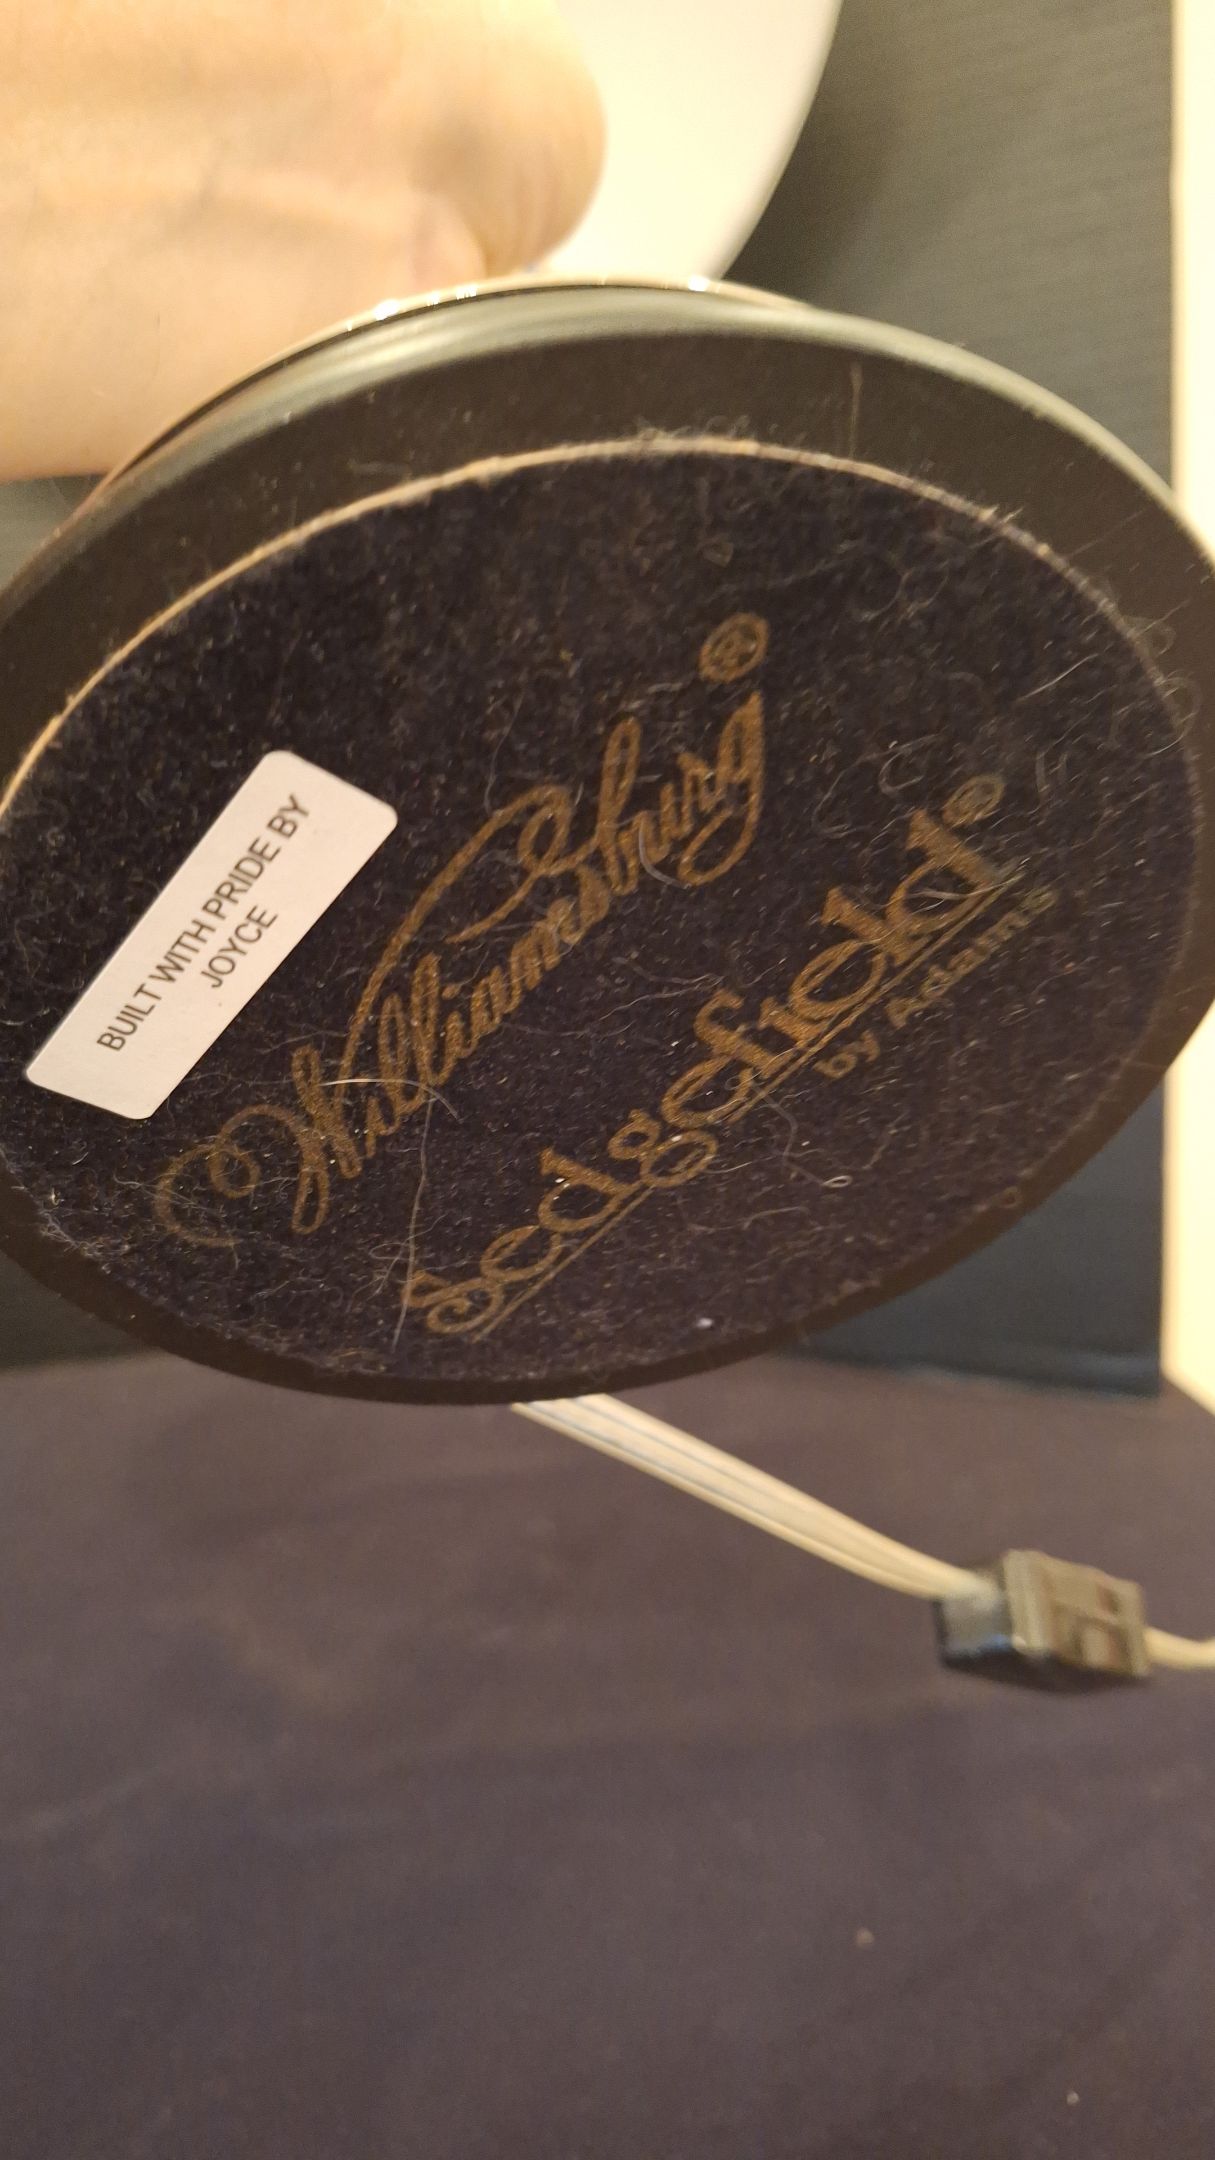 BUILT WITH PRIDE BY
JOYCE
Williamsburg®
Sedgefield®
by Adams